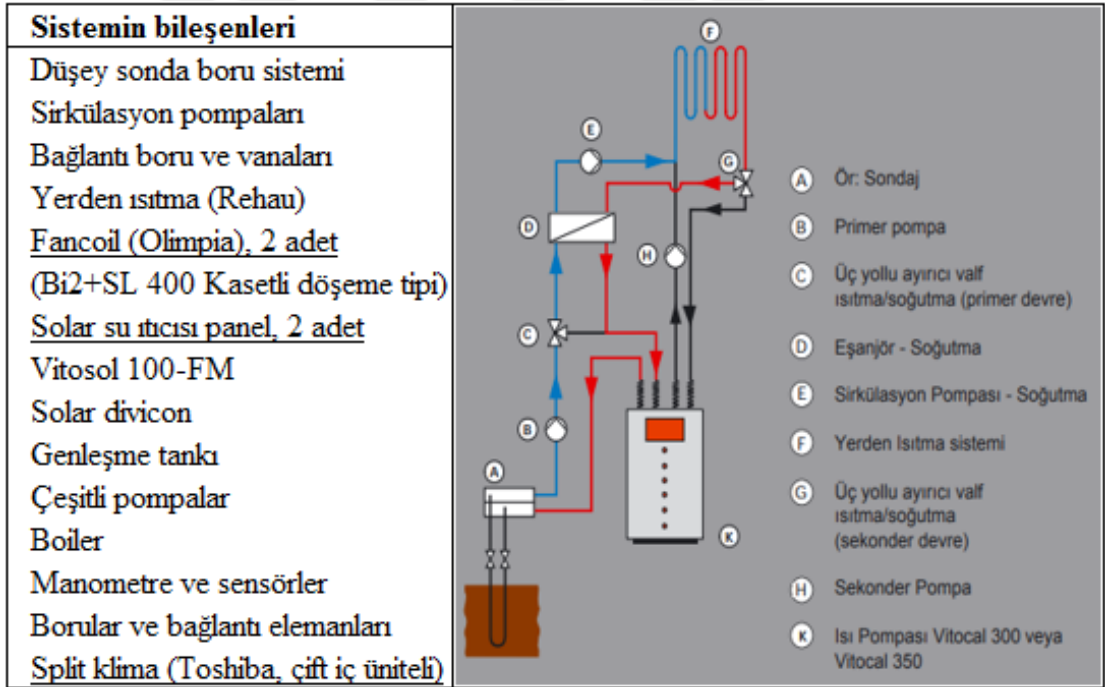 Sistemin bileşenleri
Düşey sonda boru sistemi
Sirkülasyon pompaları
Bağlantı boru ve vanaları
Yerden ısıtma (Rehau)
Fancoil (Olimpia), 2 adet
(Bi2+SL 400 Kasetli döşeme tipi)
Solar su ıtıcısı panel, 2 adet
Vitosol 100-FM
Solar divicon
Genleşme tankı
Çeşitli pompalar
Boiler
Manometre ve sensörler
Borular ve bağlantı elemanları
Split klima (Toshiba, çift iç üniteli)
F
E
G
D
H
C
B
A
K
A Ör: Sondaj
B Primer pompa
C Üç yollu ayırıcı valf
ısıtma/soğutma (primer devre)
D Eşanjör - Soğutma
E Sirkülasyon Pompası - Soğutma
F Yerden Isıtma sistemi
G Üç yollu ayırıcı valf
ısıtma/soğutma
(sekonder devre)
H Sekonder Pompa
K Isı Pompası Vitocal 300 veya
Vitocal 350